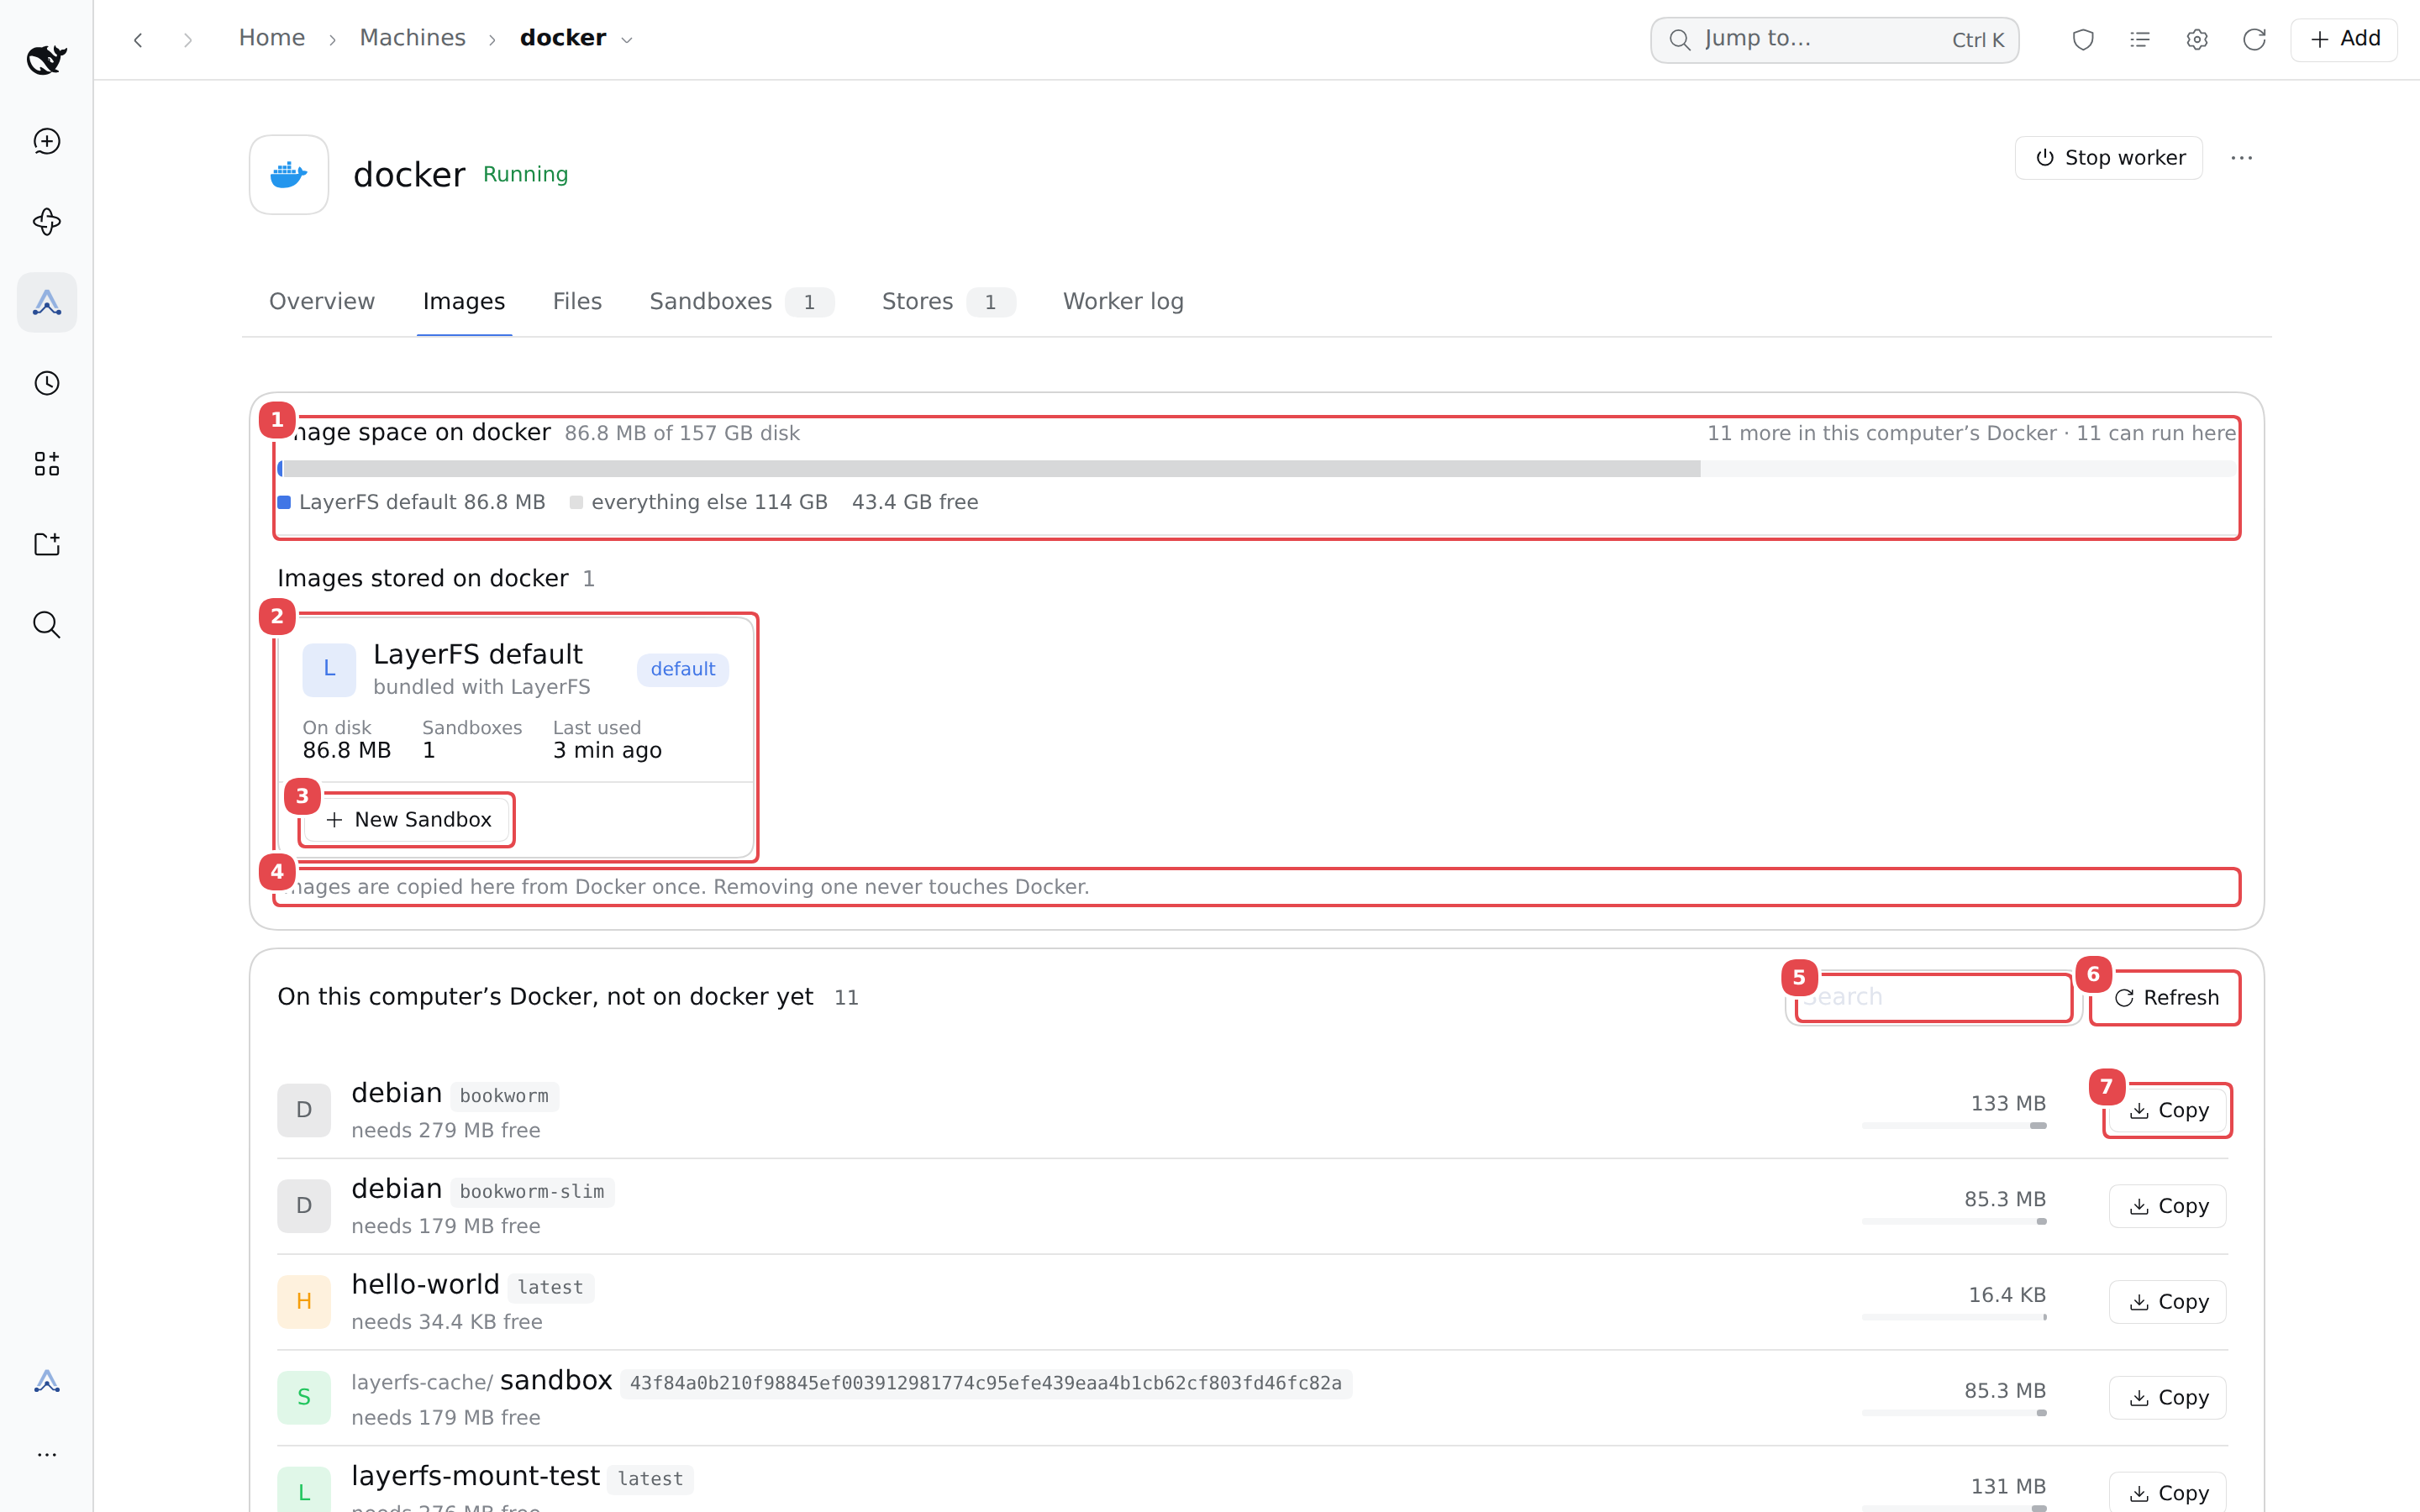 Home > Machines > docker
Jump to… Ctrl K
Add
docker Running
Stop worker
Overview Images Files Sandboxes 1 Stores 1 Worker log
1
mage space on docker 86.8 MB of 157 GB disk
11 more in this computer’s Docker · 11 can run here
LayerFS default 86.8 MB everything else 114 GB 43.4 GB free
Images stored on docker 1
2
L LayerFS default default
bundled with LayerFS
On disk Sandboxes Last used
86.8 MB 1 3 min ago
3
New Sandbox
4
mages are copied here from Docker once. Removing one never touches Docker.
On this computer’s Docker, not on docker yet 11
5
Search
6
Refresh
D debian bookworm
needs 279 MB free
133 MB
7
Copy
D debian bookworm-slim
needs 179 MB free
85.3 MB
Copy
H hello-world latest
needs 34.4 KB free
16.4 KB
Copy
S layerfs-cache/ sandbox 43f84a0b210f98845ef003912981774c95efe439eaa4b1cb62cf803fd46fc82a
needs 179 MB free
85.3 MB
Copy
L layerfs-mount-test latest
needs 276 MB free
131 MB
Copy